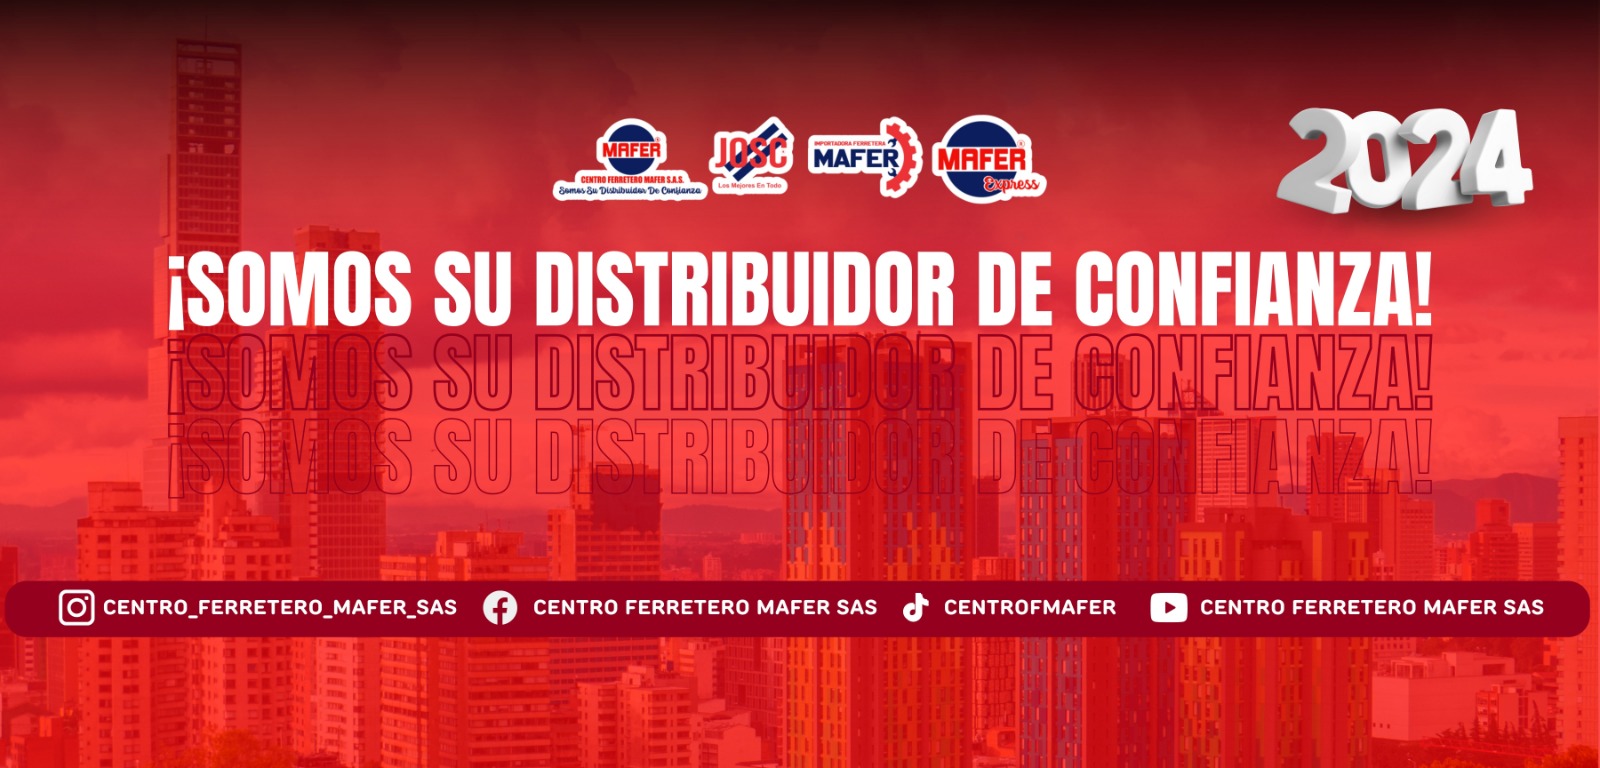 MAFER
CENTRO FERRETERO MAFER S.A.S.
Somos Su Distribuidor De Confianza
JOSC
Los Mejores En Todo
IMPORTADORA FERRETERA
MAFER
MAFER
Express
2024
¡SOMOS SU DISTRIBUIDOR DE CONFIANZA!
¡SOMOS SU DISTRIBUIDOR DE CONFIANZA!
¡SOMOS SU DISTRIBUIDOR DE CONFIANZA!
CENTRO_FERRETERO_MAFER_SAS CENTRO FERRETERO MAFER SAS CENTROFMAFER CENTRO FERRETERO MAFER SAS